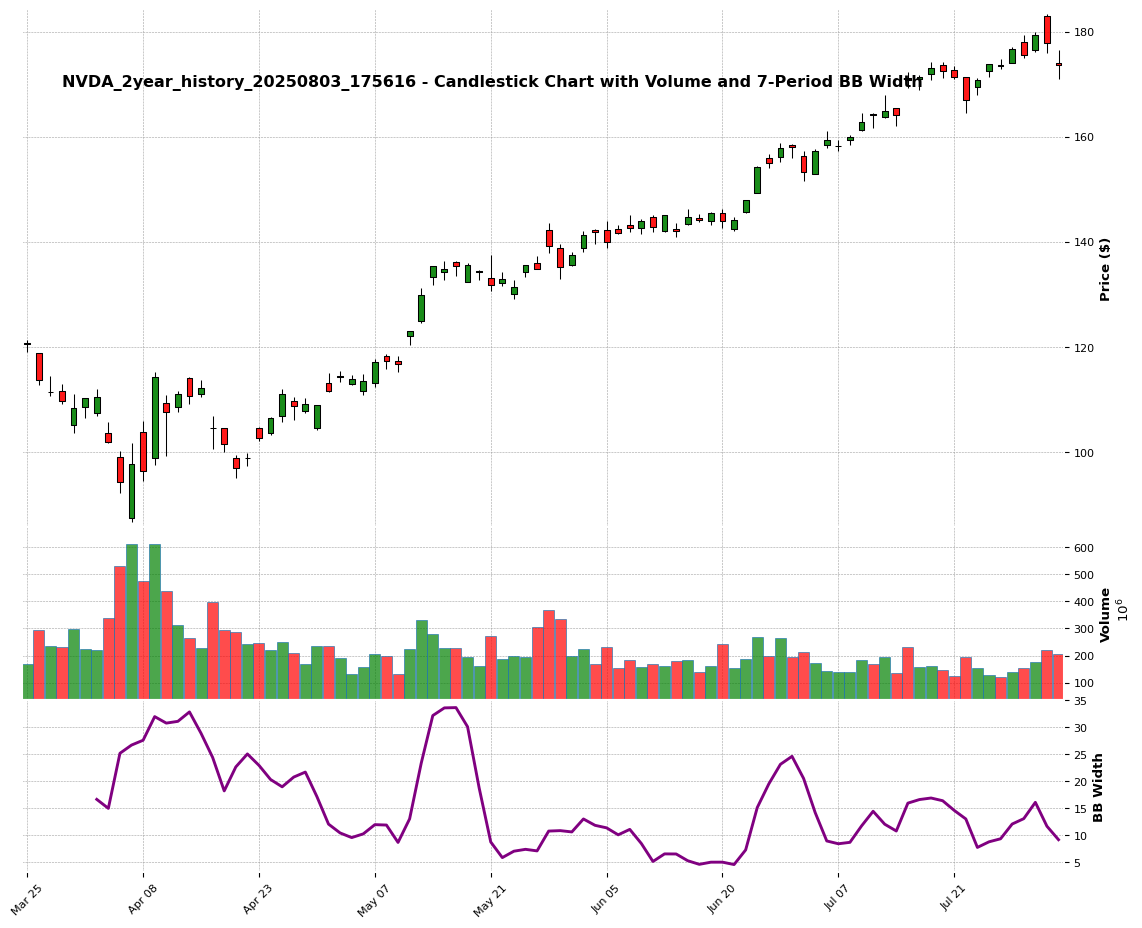 NVDA_2year_history_20250803_175616 - Candlestick Chart with Volume and 7-Period BB Width
180
160
140
120
100
Price ($)
600
500
400
300
200
100
Volume
10^6
35
30
25
20
15
10
5
BB Width
Mar 25
Apr 08
Apr 23
May 07
May 21
Jun 05
Jun 20
Jul 07
Jul 21